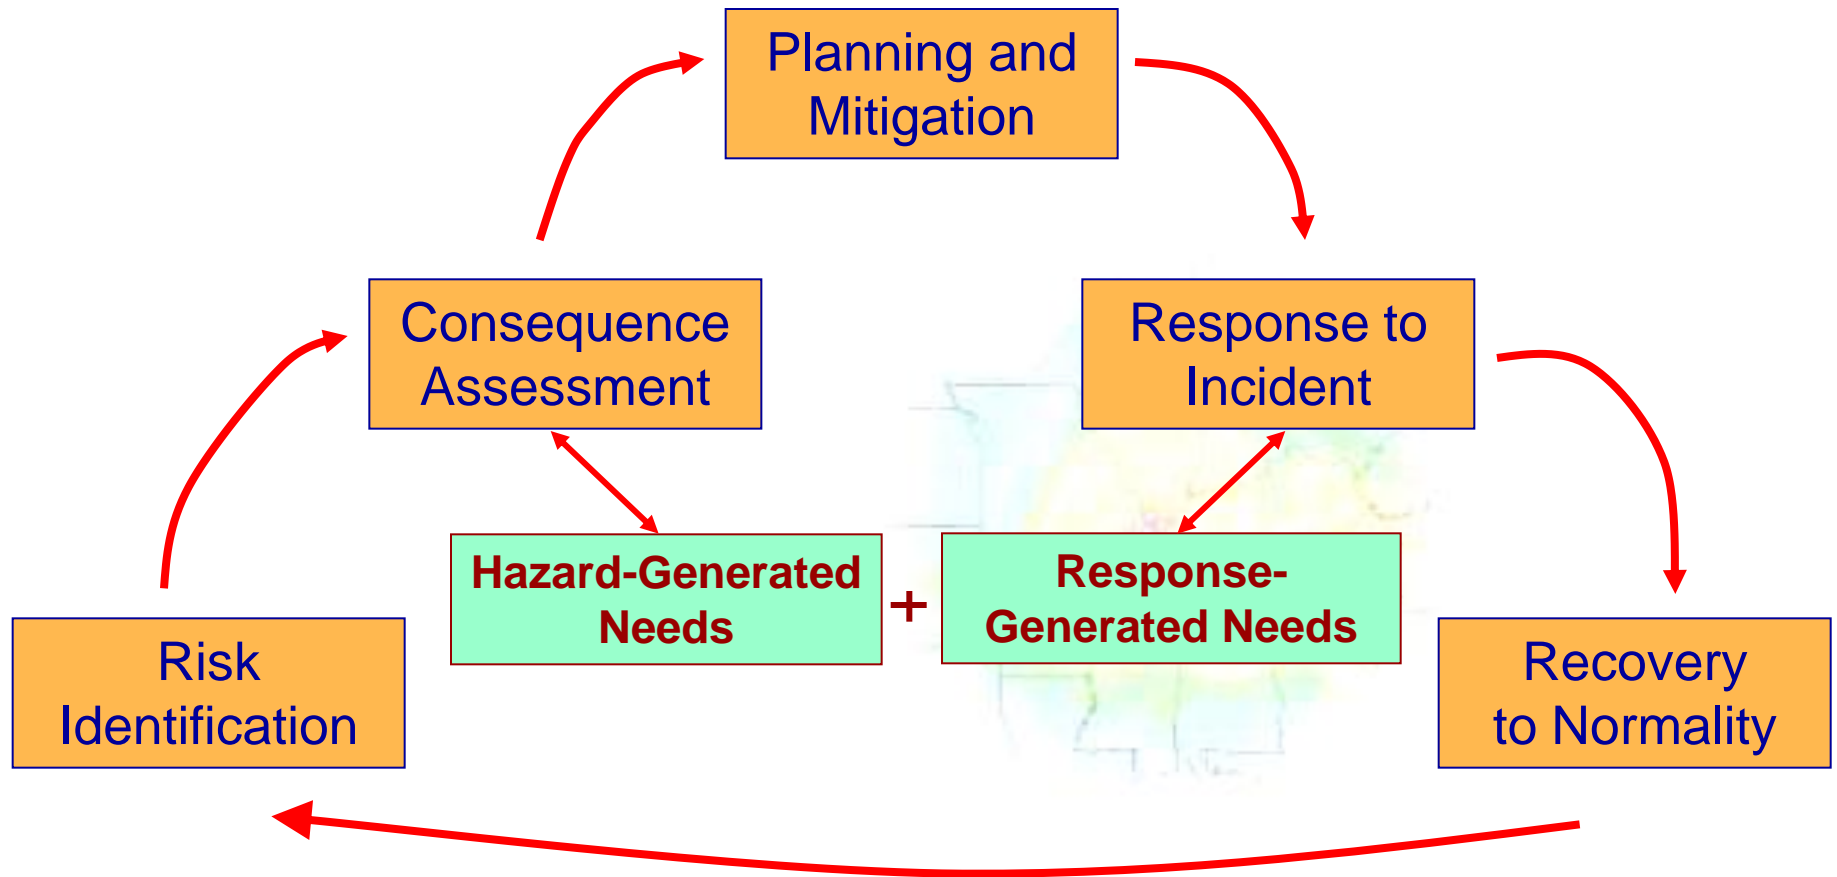 Planning and
Mitigation
Consequence
Assessment
Response to
Incident
Hazard-Generated
Needs
+
Response-
Generated Needs
Risk
Identification
Recovery
to Normality